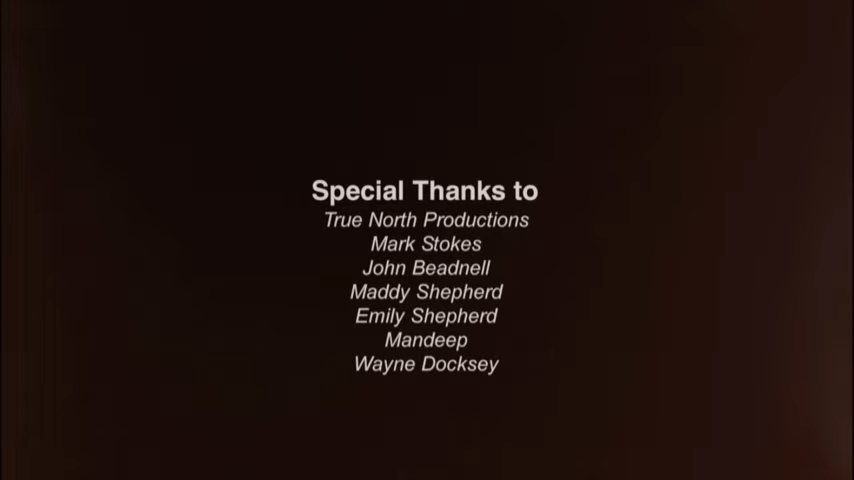 Special Thanks to
True North Productions
Mark Stokes
John Beadnell
Maddy Shepherd
Emily Shepherd
Mandeep
Wayne Docksey